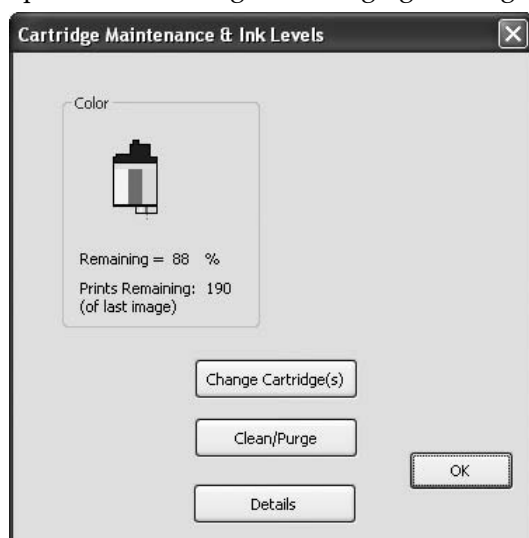 Cartridge Maintenance & Ink Levels
Color
Remaining = 88 %
Prints Remaining: 190
(of last image)
Change Cartridge(s)
Clean/Purge
OK
Details